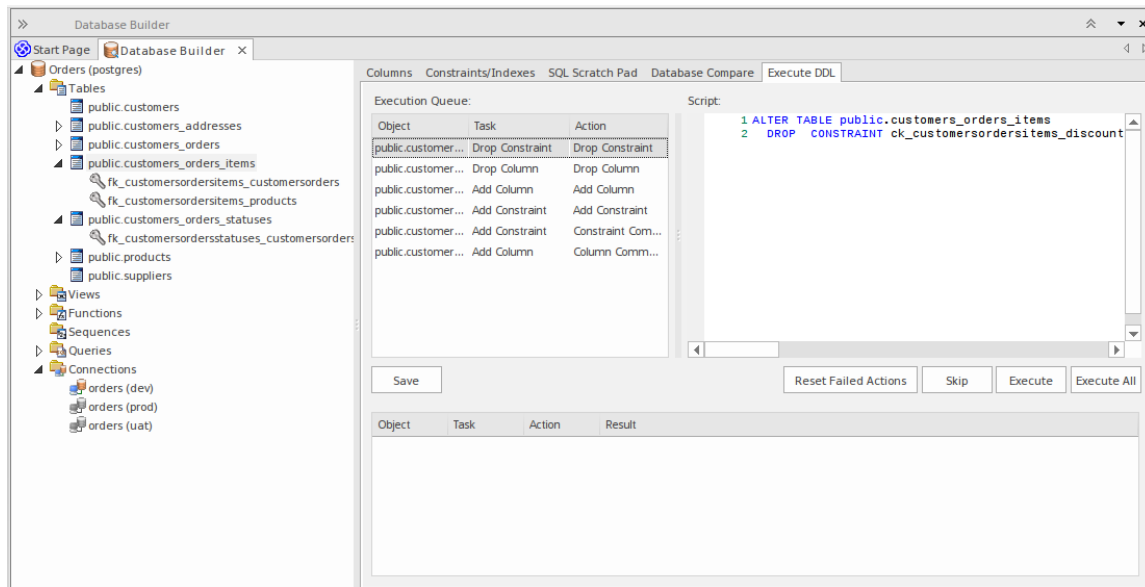 Database Builder
Start Page
Database Builder
Orders (postgres)
Tables
public.customers
public.customers_addresses
public.customers_orders
public.customers_orders_items
fk_customersordersitems_customersorders
fk_customersordersitems_products
public.customers_orders_statuses
fk_customersordersstatuses_customersorders
public.products
public.suppliers
Views
Functions
Sequences
Queries
Connections
orders (dev)
orders (prod)
orders (uat)
Columns Constraints/Indexes SQL Scratch Pad Database Compare Execute DDL
Execution Queue:
Object Task Action
public.customer... Drop Constraint Drop Constraint
public.customer... Drop Column Drop Column
public.customer... Add Column Add Column
public.customer... Add Constraint Add Constraint
public.customer... Add Constraint Constraint Com...
public.customer... Add Column Column Comm...
Script:
1 ALTER TABLE public.customers_orders_items
2 DROP CONSTRAINT ck_customersordersitems_discount
Save
Reset Failed Actions Skip Execute Execute All
Object Task Action Result